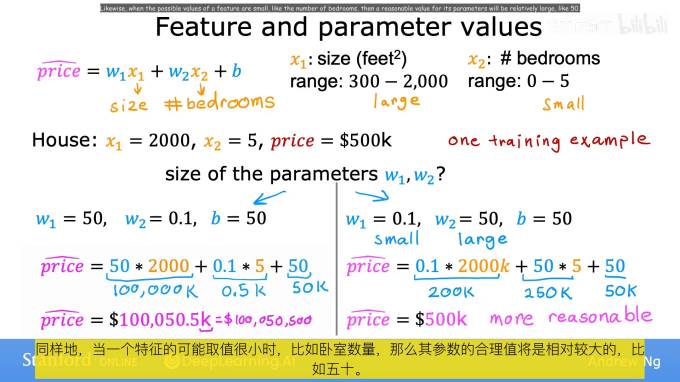 Likewise, when the possible values of a feature are small, like the number of bedrooms, then a reasonable value for its parameters will be relatively large, like 50.
bilibili
Feature and parameter values
price = w₁x₁ + w₂x₂ + b
size #bedrooms
x₁: size (feet²)
range: 300 − 2,000
large
x₂: # bedrooms
range: 0 − 5
small
House: x₁ = 2000, x₂ = 5, price = $500k
one training example
size of the parameters w₁, w₂?
w₁ = 50, w₂ = 0.1, b = 50
price = 50 * 2000 + 0.1 * 5 + 50
100,000K 0.5K 50K
price = $100,050.5k =$100,050,500
w₁ = 0.1, w₂ = 50, b = 50
small large
price = 0.1 * 2000k + 50 * 5 + 50
200K 250K 50K
price = $500k more reasonable
同样地，当一个特征的可能取值很小时，比如卧室数量，那么其参数的合理值将是相对较大的，比
如五十。
Stanford ONLINE DeepLearning.AI Andrew Ng